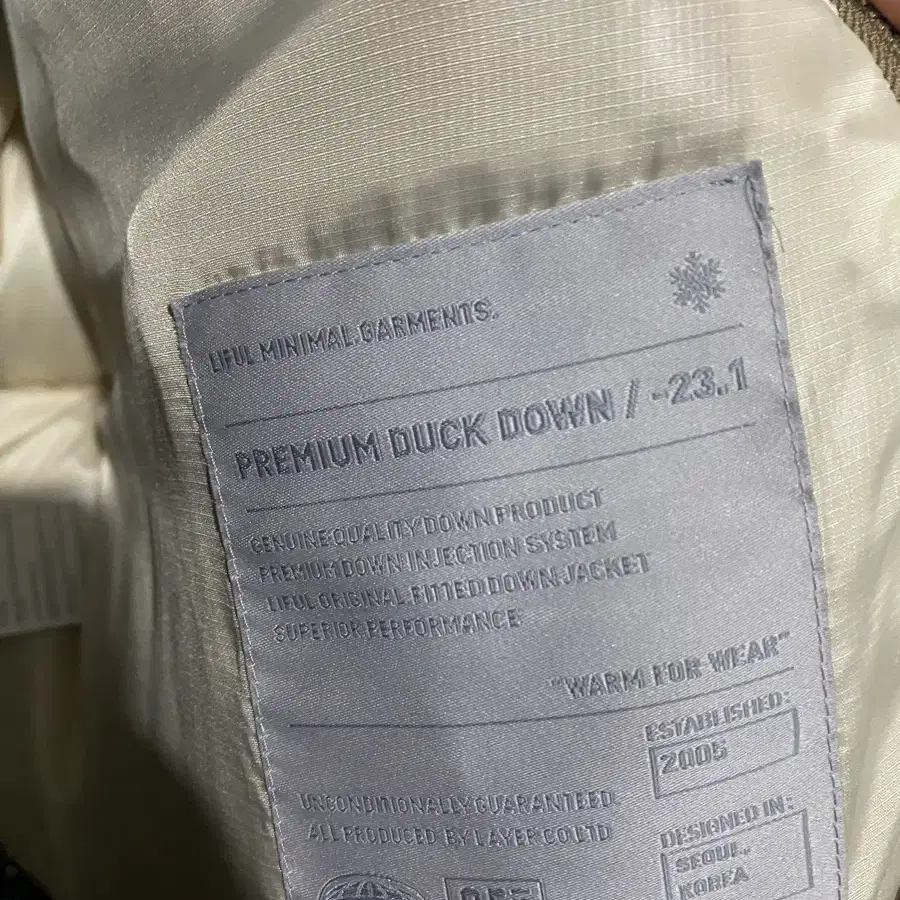 LIFUL MINIMAL GARMENTS.
PREMIUM DUCK DOWN / -23.1
GENUINE QUALITY DOWN PRODUCT
PREMIUM DOWN INJECTION SYSTEM
LIFUL ORIGINAL FITTED DOWN JACKET
SUPERIOR PERFORMANCE
"WARM FOR WEAR"
ESTABLISHED:
2005
UNCONDITIONALLY GUARANTEED.
ALL PRODUCED BY LAYER CO LTD
DESIGNED IN:
SEOUL,
KOREA